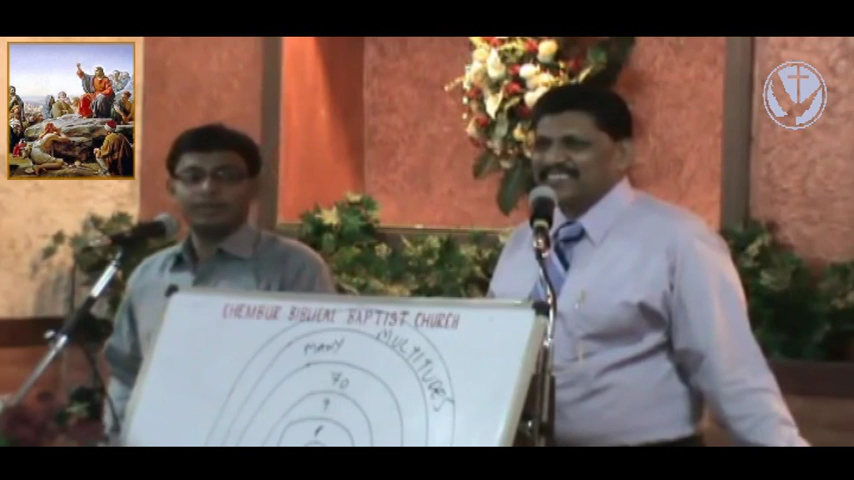 CHEMBUR BIBLICAL BAPTIST CHURCH
MULTITUDES
MANY
70